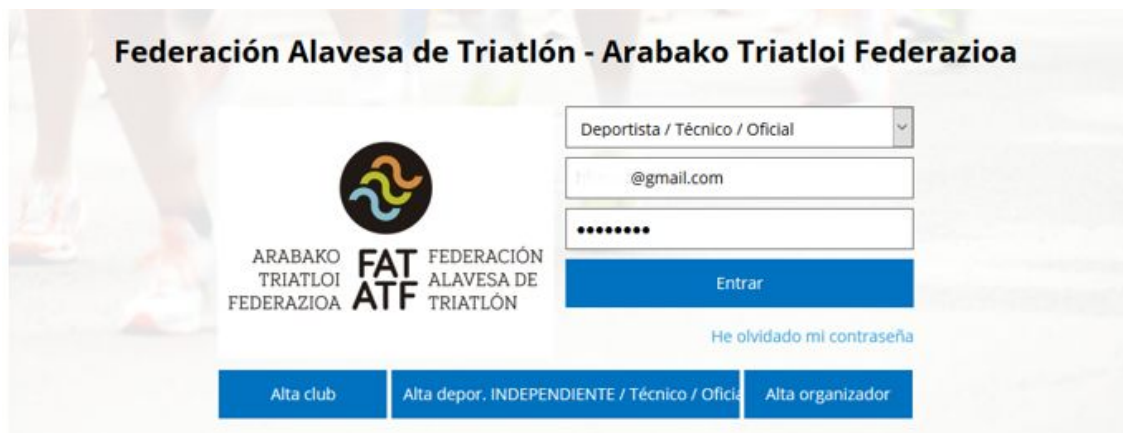 Federación Alavesa de Triatlón - Arabako Triatloi Federazioa
Deportista / Técnico / Oficial
@gmail.com
••••••••
ARABAKO TRIATLOI FEDERAZIOA
FAT ATF
FEDERACIÓN ALAVESA DE TRIATLÓN
Entrar
He olvidado mi contraseña
Alta club
Alta depor. INDEPENDIENTE / Técnico / Oficia
Alta organizador